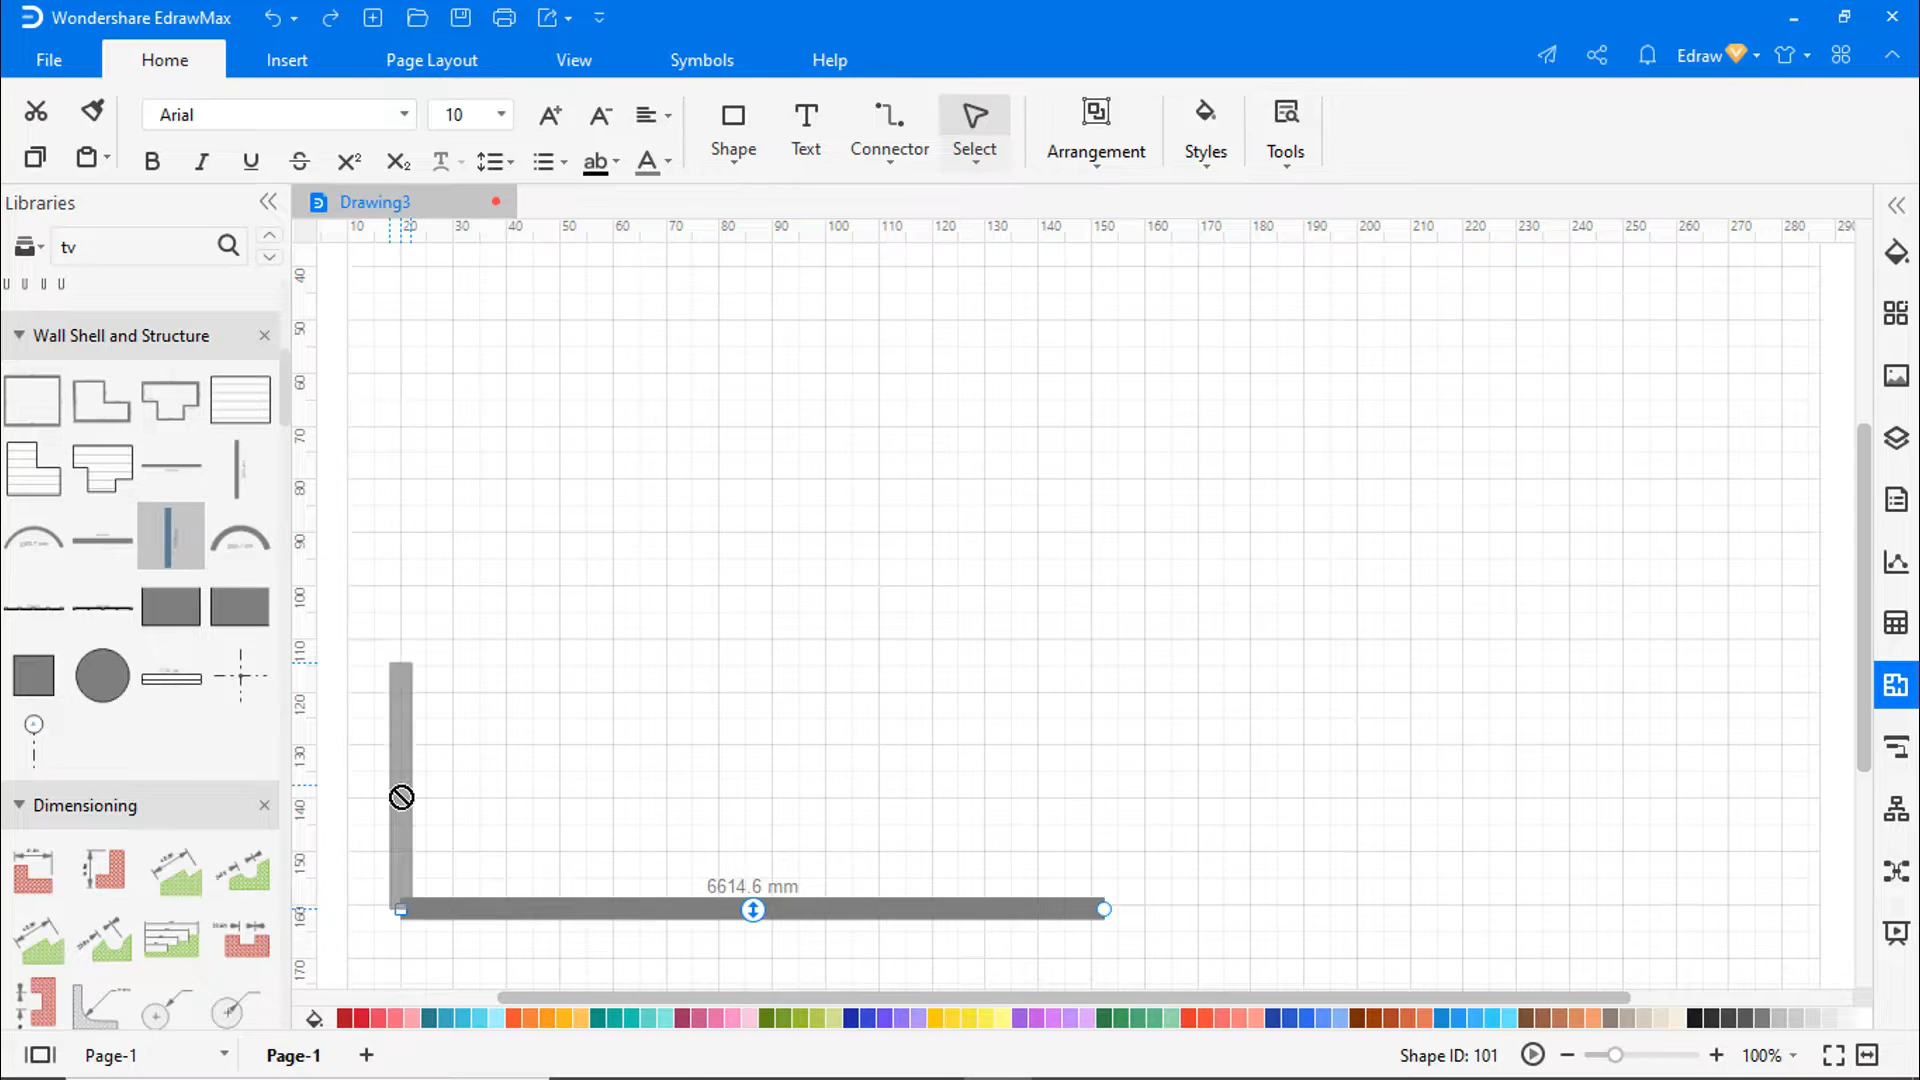 Wondershare EdrawMax
File Home Insert Page Layout View Symbols Help Edraw
Arial 10 Shape Text Connector Select Arrangement Styles Tools
Libraries Drawing3
10 20 30 40 50 60 70 80 90 100 110 120 130 140 150 160 170 180 190 200 210 220 230 240 250 260 270 280 290
tv
Wall Shell and Structure
40
50
60
70
80
90
100
110
120
130
140
150
160
170
Dimensioning
6614.6 mm
Page-1 Page-1 Shape ID: 101 100%